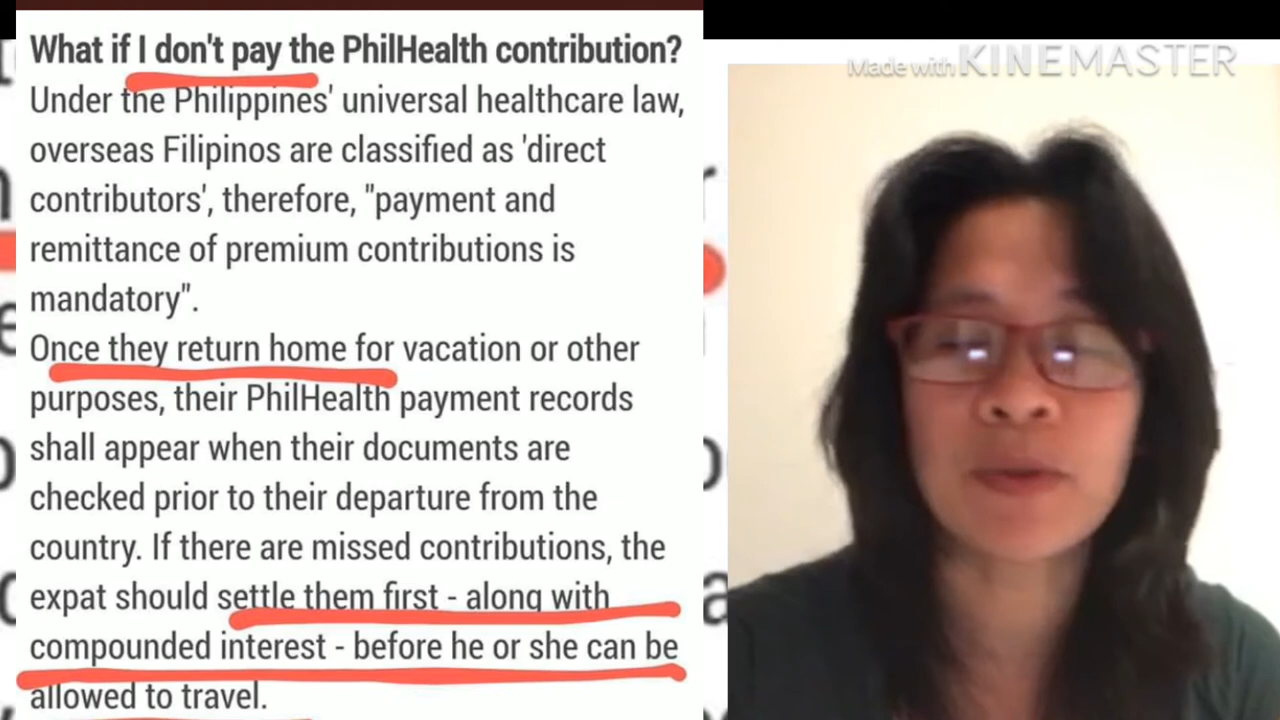 What if I don't pay the PhilHealth contribution?
Under the Philippines' universal healthcare law,
overseas Filipinos are classified as 'direct
contributors', therefore, "payment and
remittance of premium contributions is
mandatory".
Once they return home for vacation or other
purposes, their PhilHealth payment records
shall appear when their documents are
checked prior to their departure from the
country. If there are missed contributions, the
expat should settle them first - along with
compounded interest - before he or she can be
allowed to travel.
Made with KINEMASTER